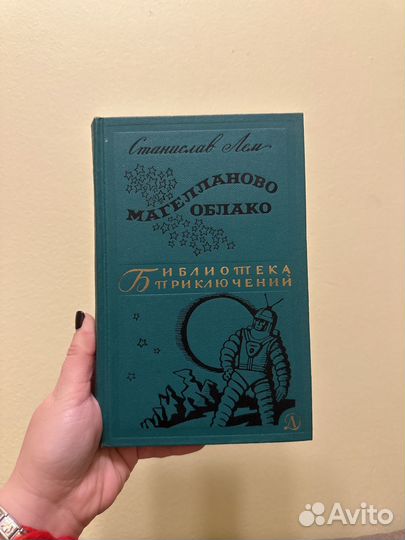 Станислав Лем
МАГЕЛЛАНОВО
ОБЛАКО
БИБЛИОТЕКА
ПРИКЛЮЧЕНИЙ
Д
Avito